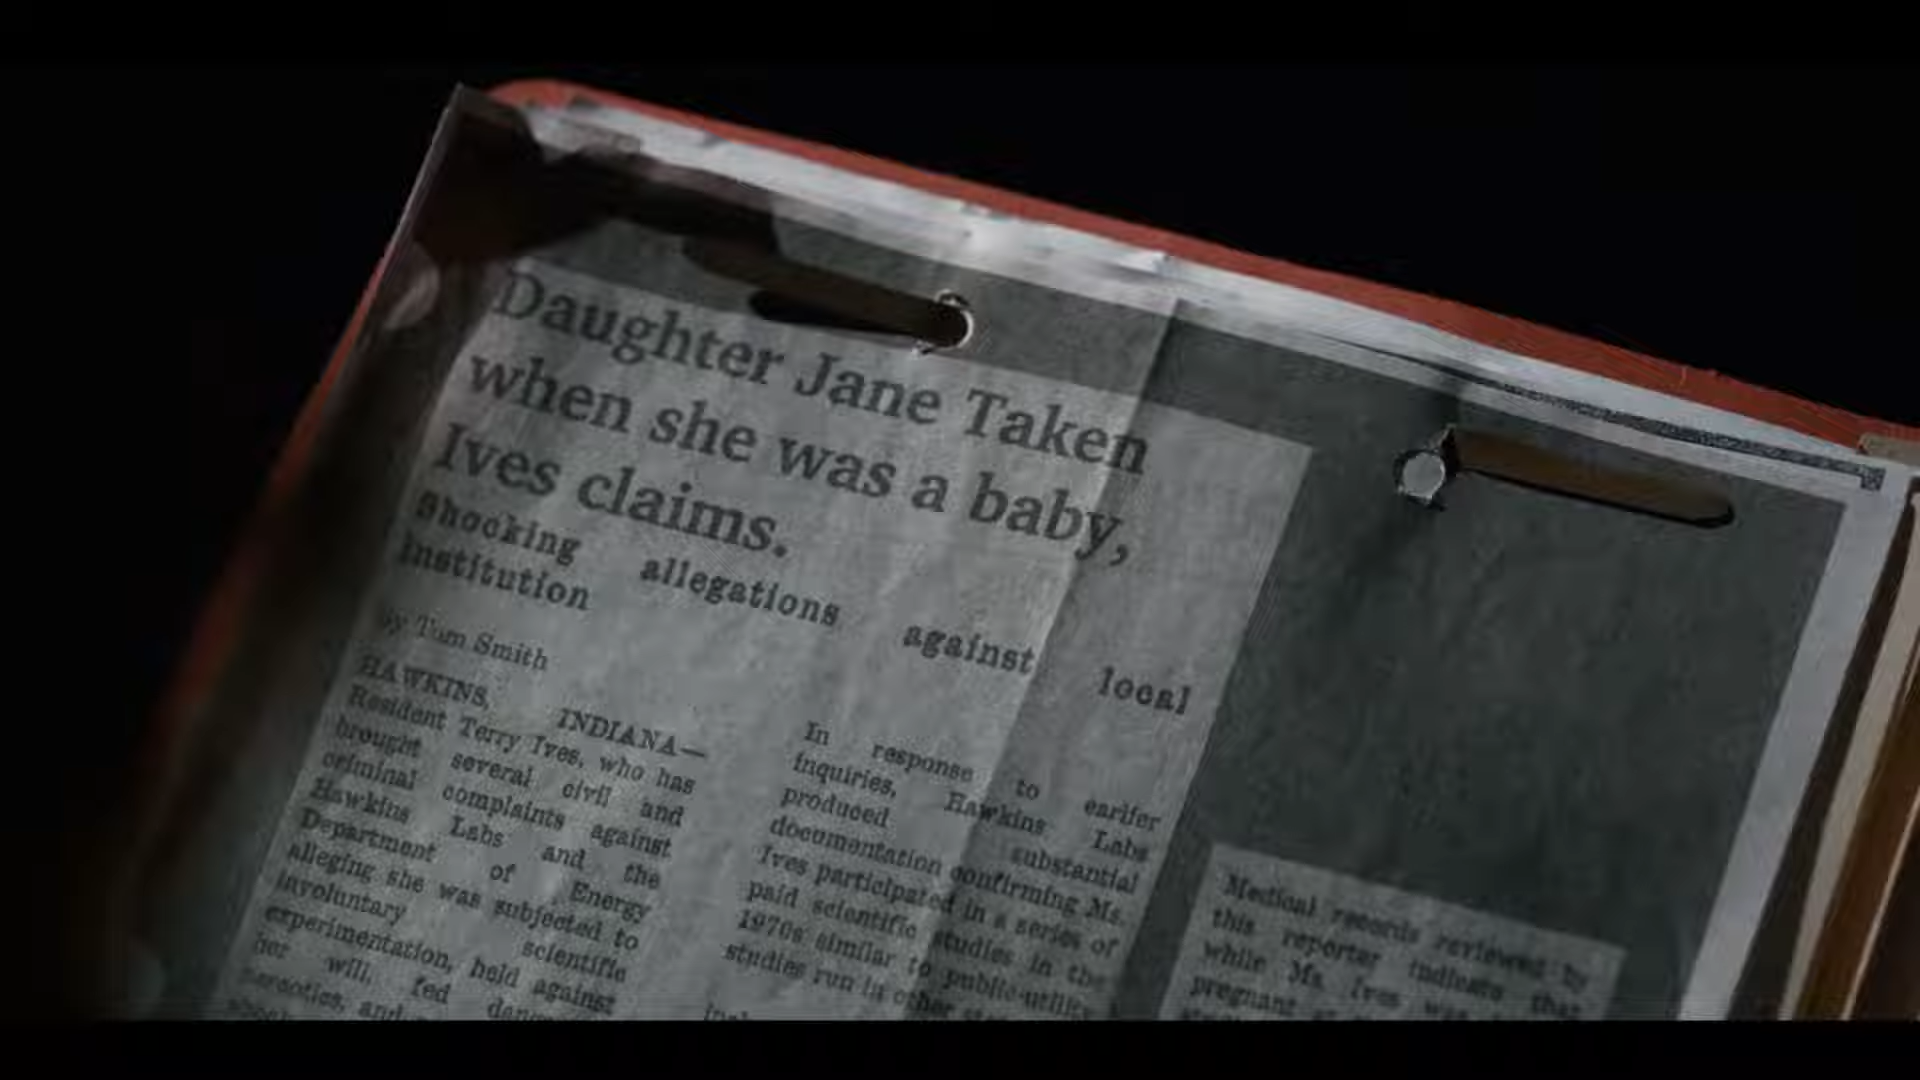 Daughter Jane Taken
when she was a baby,
Ives claims.
Shocking allegations against local
institution
by Tom Smith
HAWKINS, INDIANA—
Resident Terry Ives, who has
brought several civil and
criminal complaints against
Hawkins Labs and the
Department of Energy
alleging she was subjected to
involuntary scientific
experimentation, held against
her will, fed
narcotics, and
In response to earlier
inquiries, Hawkins Labs
produced substantial
documentation confirming Ms.
Ives participated in a series of
paid scientific studies in the
1970s similar to public-utility
studies run in other
Medical records reviewed by
this reporter indicate that
while Ms. Ives was
pregnant